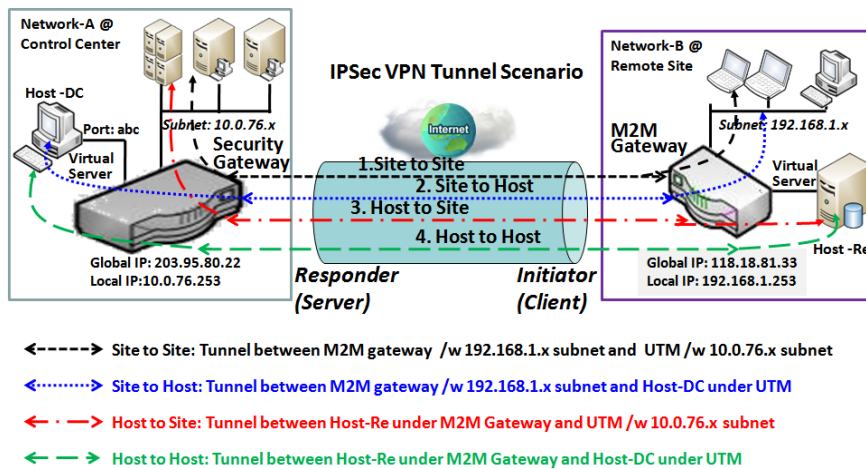 Network-A @
Control Center
Host -DC
Port: abc
Subnet: 10.0.76.x
Virtual
Server
Security
Gateway
Global IP: 203.95.80.22
Local IP:10.0.76.253
IPSec VPN Tunnel Scenario
Internet
1.Site to Site
2. Site to Host
3. Host to Site
4. Host to Host
Responder
(Server)
Initiator
(Client)
Network-B @
Remote Site
Subnet: 192.168.1.x
M2M
Gateway
Virtual
Server
Host -Re
Global IP: 118.18.81.33
Local IP: 192.168.1.253
Site to Site: Tunnel between M2M gateway /w 192.168.1.x subnet and UTM /w 10.0.76.x subnet
Site to Host: Tunnel between M2M gateway /w 192.168.1.x subnet and Host-DC under UTM
Host to Site: Tunnel between Host-Re under M2M Gateway and UTM /w 10.0.76.x subnet
Host to Host: Tunnel between Host-Re under M2M Gateway and Host-DC under UTM